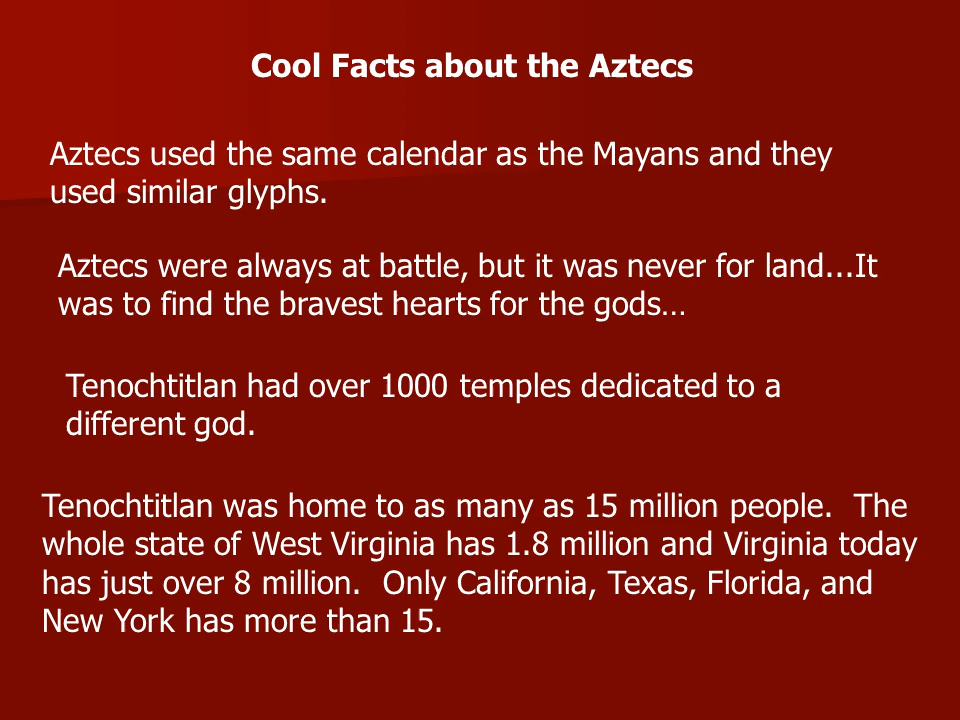 Cool Facts about the Aztecs
Aztecs used the same calendar as the Mayans and they
used similar glyphs.
Aztecs were always at battle, but it was never for land...It
was to find the bravest hearts for the gods…
Tenochtitlan had over 1000 temples dedicated to a
different god.
Tenochtitlan was home to as many as 15 million people.  The
whole state of West Virginia has 1.8 million and Virginia today
has just over 8 million.  Only California, Texas, Florida, and
New York has more than 15.